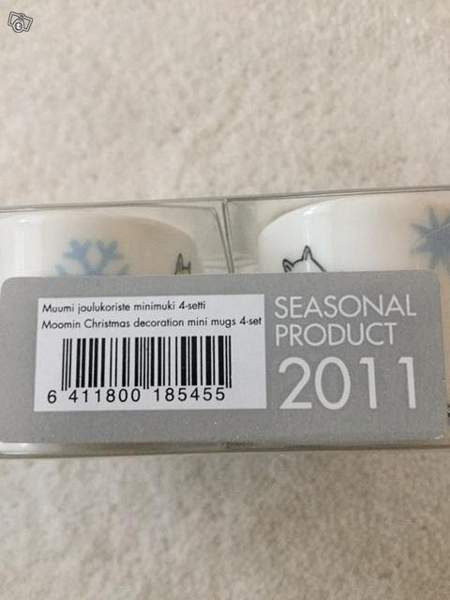 Muumi joulukoriste minimuki 4-setti
Moomin Christmas decoration mini mugs 4-set
6 411800 185455
SEASONAL
PRODUCT
2011